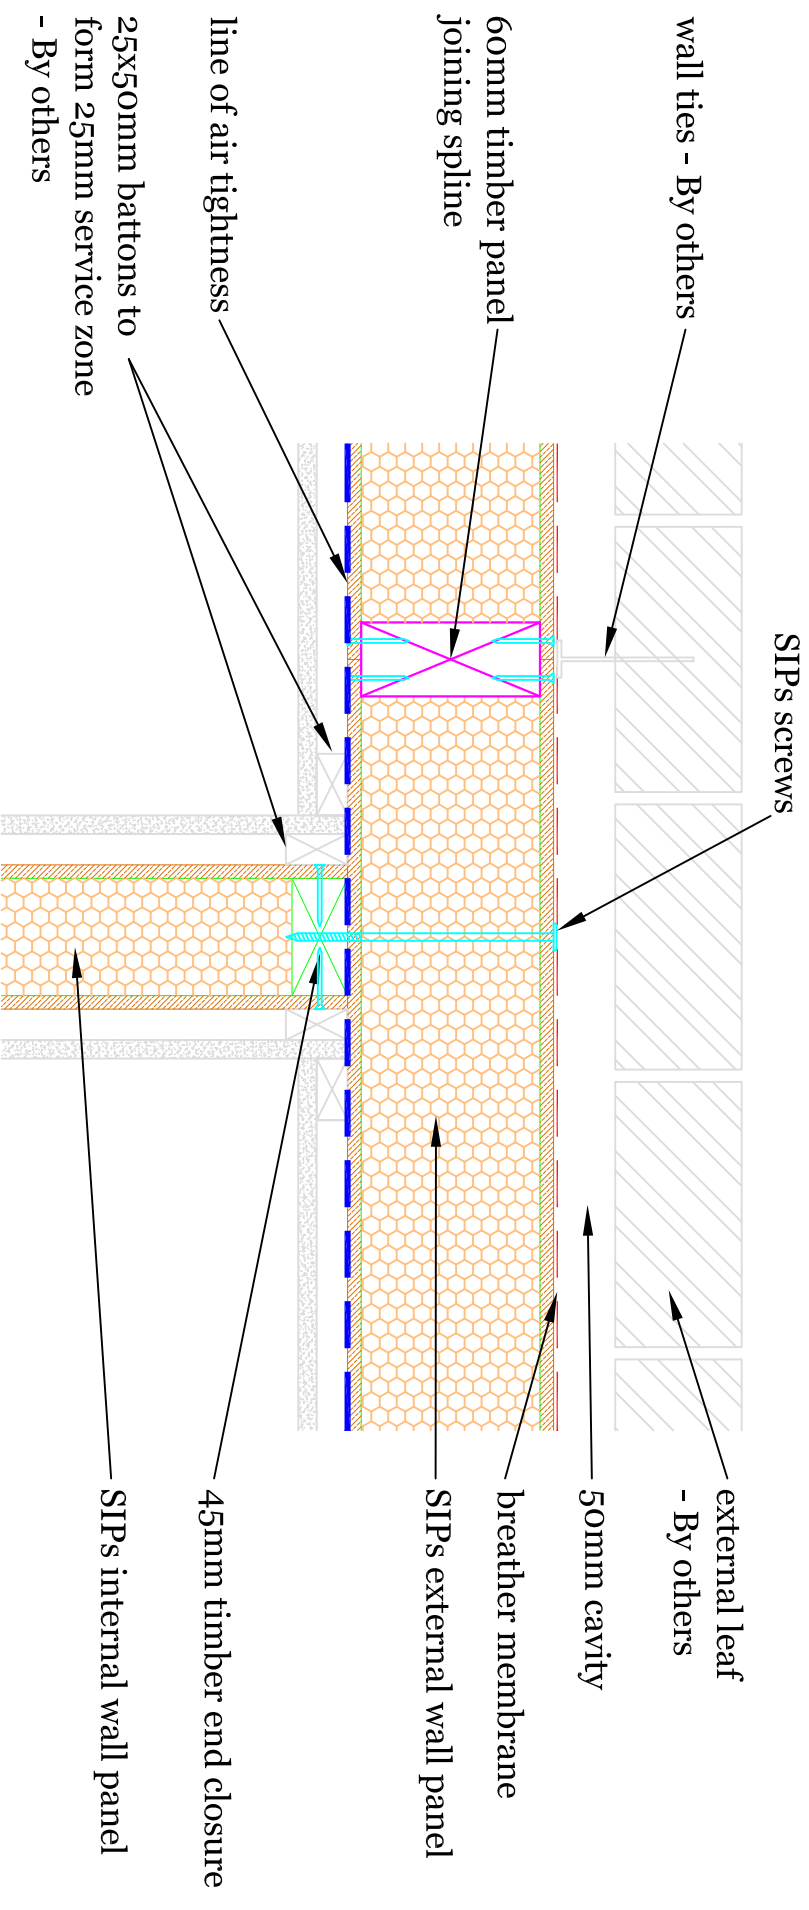 wall ties - By others
60mm timber panel
joining spline
line of air tightness
25x50mm battons to
form 25mm service zone
- By others
SIPs screws
external leaf
- By others
50mm cavity
breather membrane
SIPs external wall panel
45mm timber end closure
SIPs internal wall panel